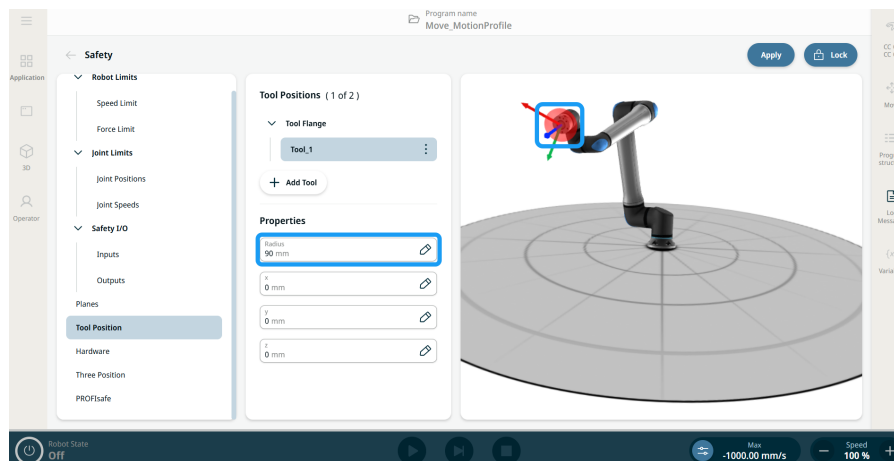 Program name
Move_MotionProfile
Safety
Apply
Lock
Application
3D
Operator
Robot Limits
Speed Limit
Force Limit
Joint Limits
Joint Positions
Joint Speeds
Safety I/O
Inputs
Outputs
Planes
Tool Position
Hardware
Three Position
PROFIsafe
Tool Positions ( 1 of 2 )
Tool Flange
Tool_1
Add Tool
Properties
Radius
90 mm
x
0 mm
y
0 mm
z
0 mm
CC
CC
Robot State
Off
Max
-1000.00 mm/s
Speed
100 %